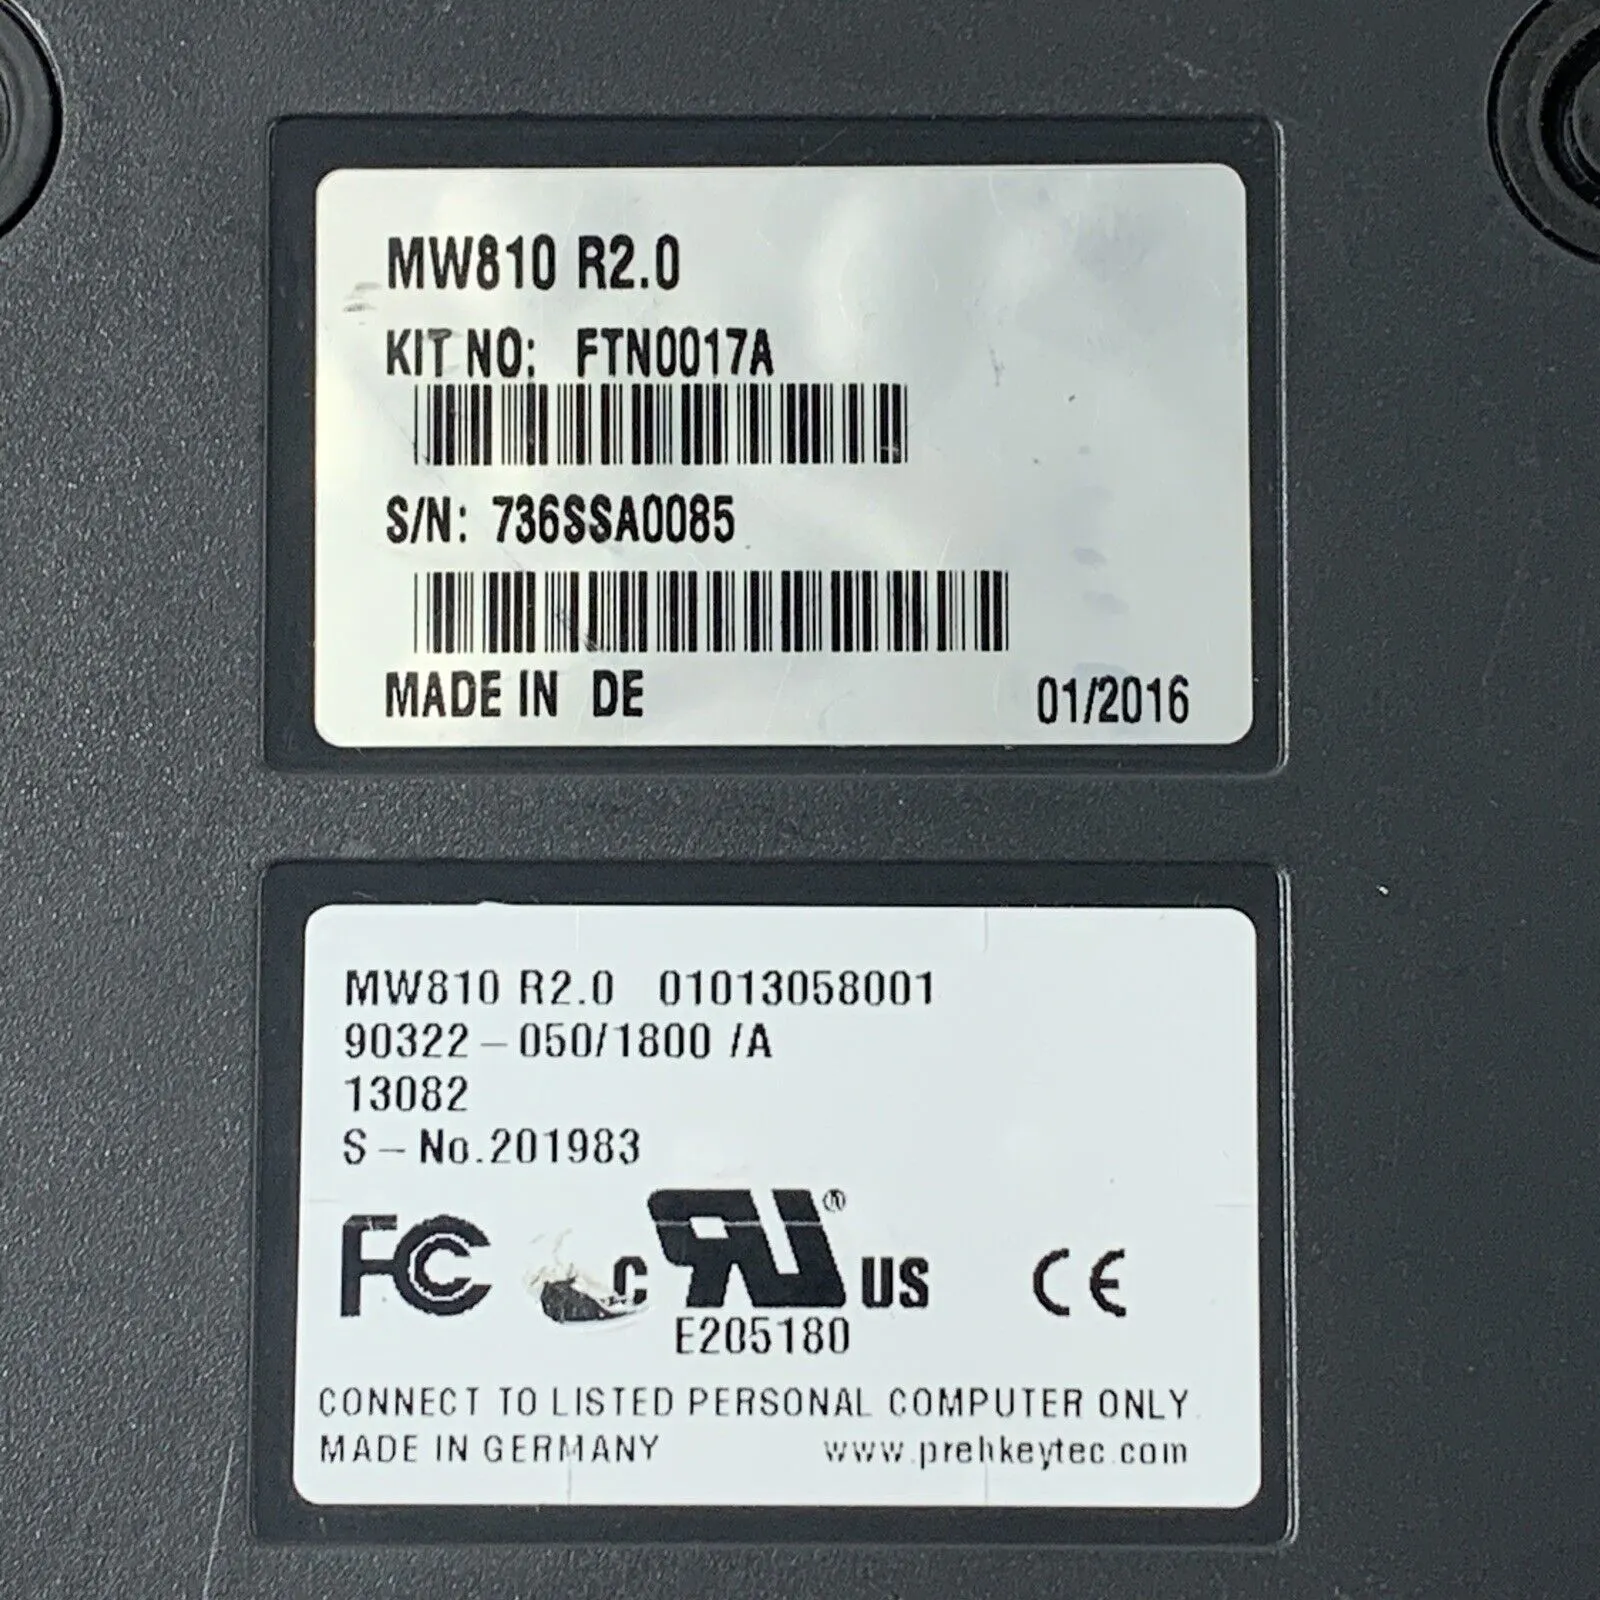 MW810 R2.0
KIT NO: FTN0017A
S/N: 736SSA0085
MADE IN DE 01/2016
MW810 R2.0 01013058001
90322-050/1800 /A
13082
S-No.201983
FC c RU® US CE
E205180
CONNECT TO LISTED PERSONAL COMPUTER ONLY
MADE IN GERMANY www.prehkeytec.com